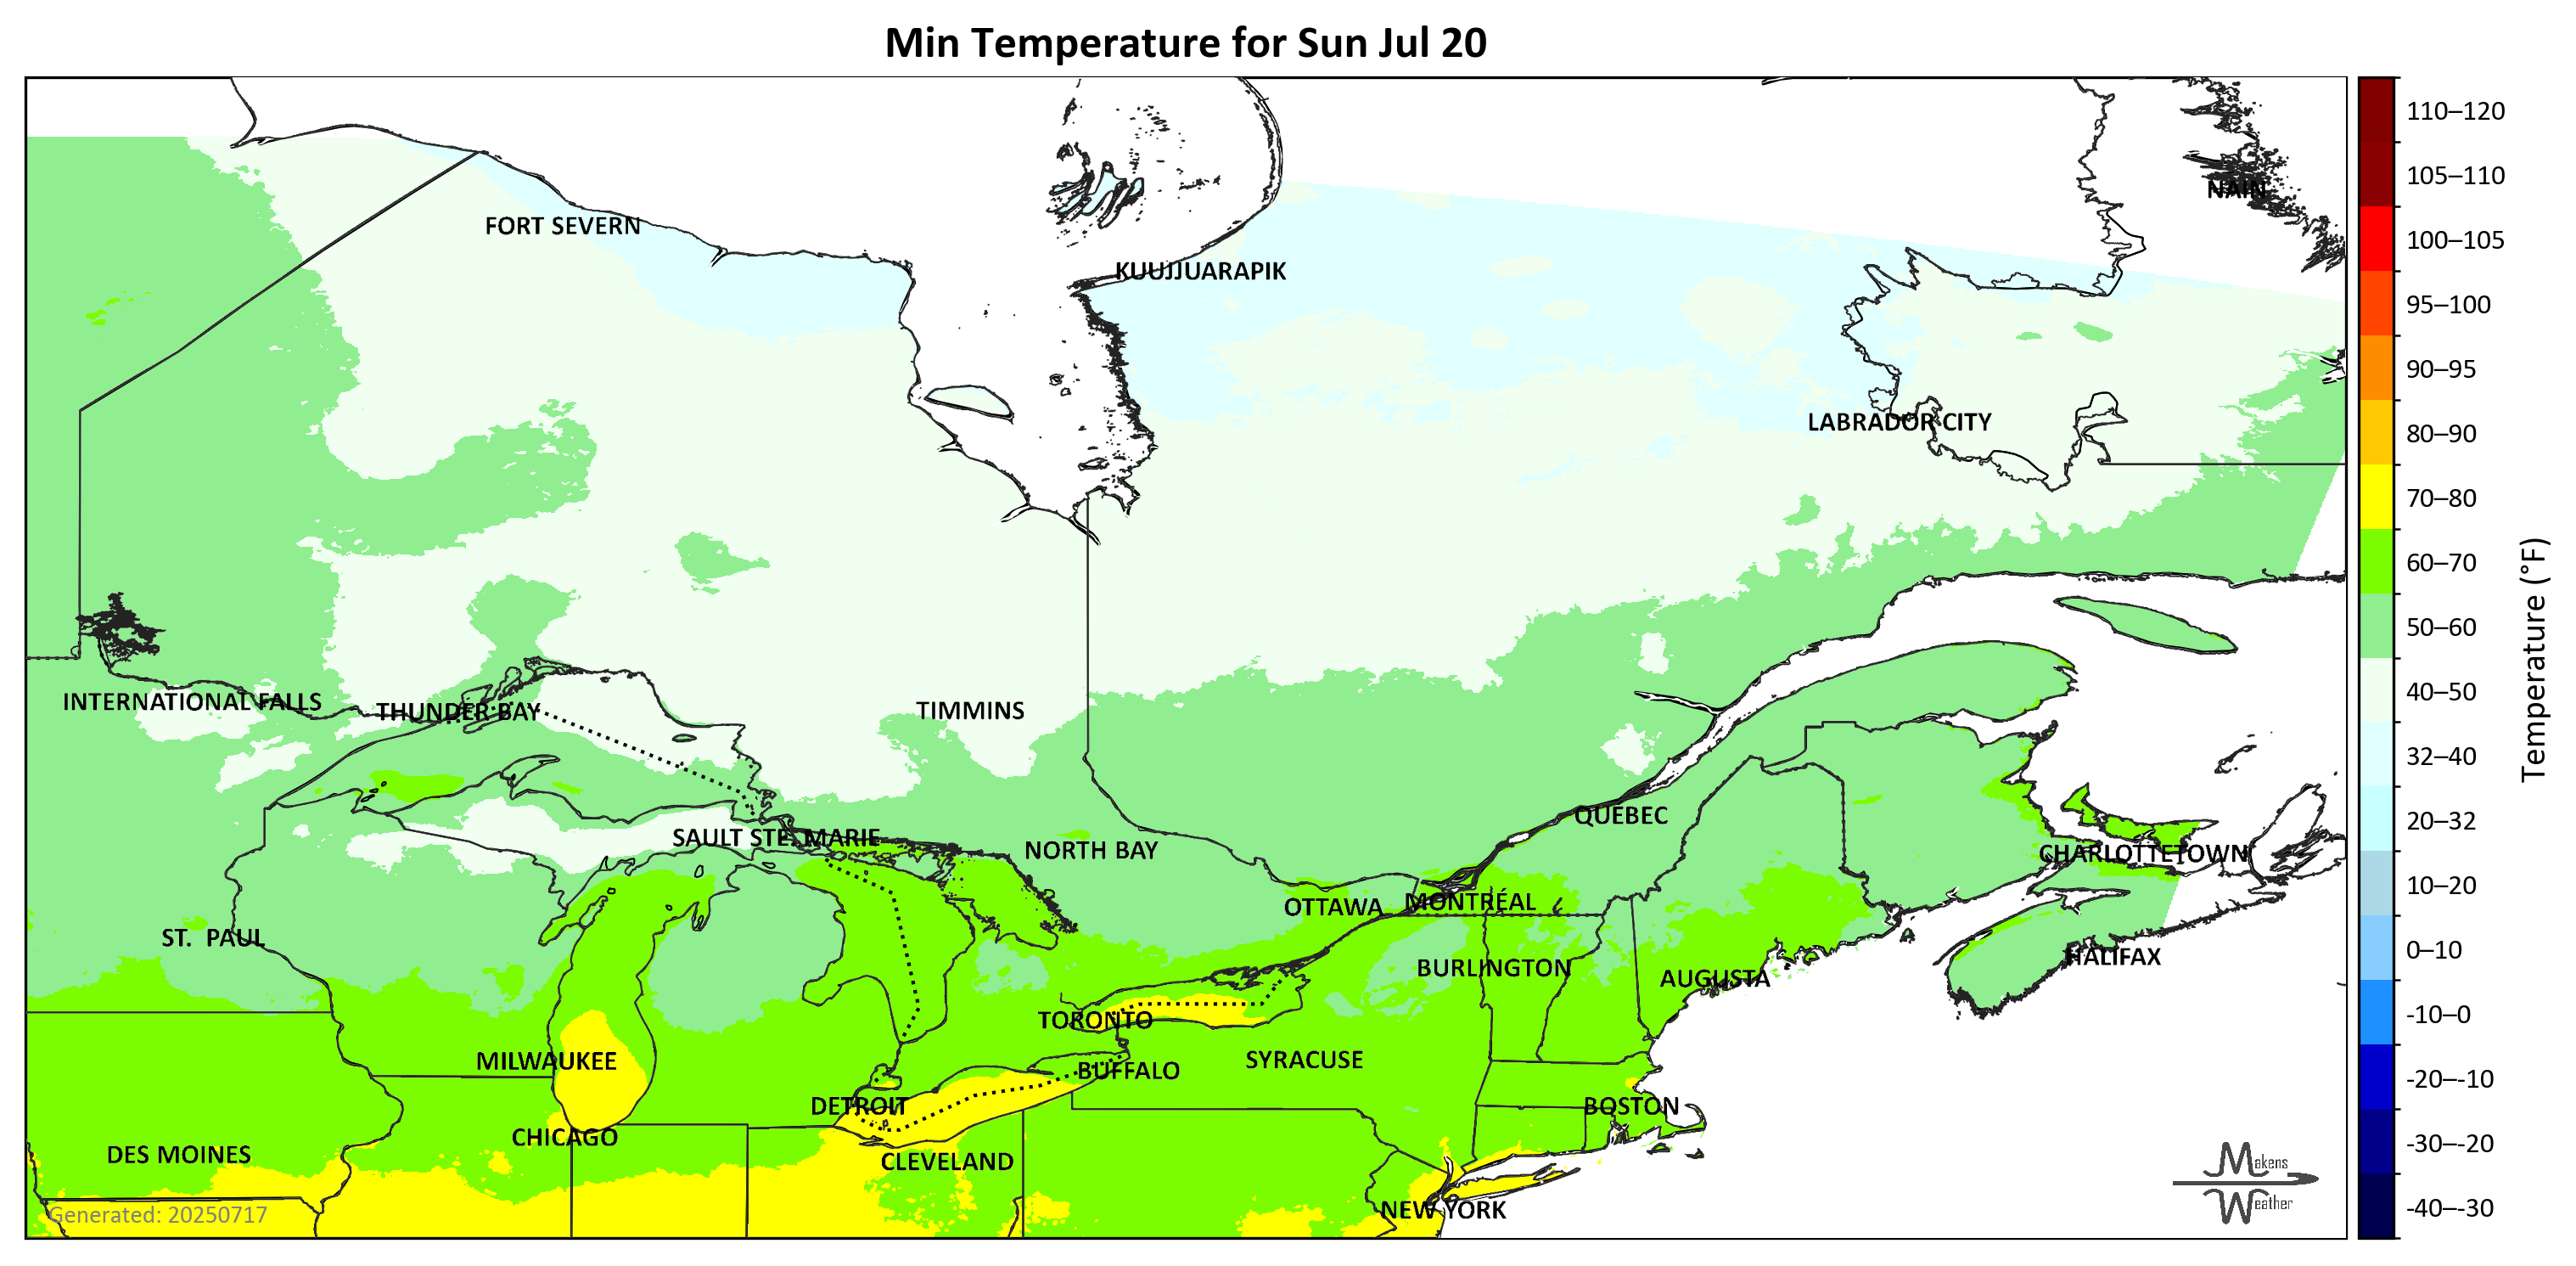 Min Temperature for Sun Jul 20
110–120
105–110
100–105
95–100
90–95
80–90
70–80
60–70
50–60
40–50
32–40
20–32
10–20
0–10
-10–0
-20–-10
-30–-20
-40–-30
Temperature (°F)
NAIN
FORT SEVERN
KUUJJUARAPIK
LABRADOR CITY
INTERNATIONAL FALLS
THUNDER BAY
TIMMINS
QUÉBEC
SAULT STE. MARIE
NORTH BAY
CHARLOTTETOWN
OTTAWA
MONTRÉAL
ST.  PAUL
HALIFAX
BURLINGTON
AUGUSTA
TORONTO
MILWAUKEE
SYRACUSE
BUFFALO
DETROIT
BOSTON
CHICAGO
DES MOINES
CLEVELAND
NEW YORK
Generated: 20250717
Makens
Weather